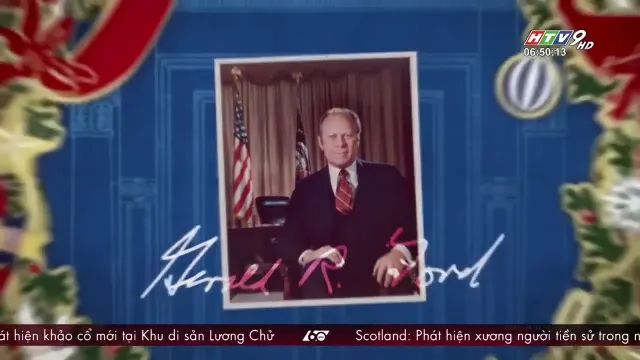 HTV9 HD
06:50:13
Gerald R. Ford
át hiện khảo cổ mới tại Khu di sản Lương Chử
60
Scotland: Phát hiện xương người tiền sử trong